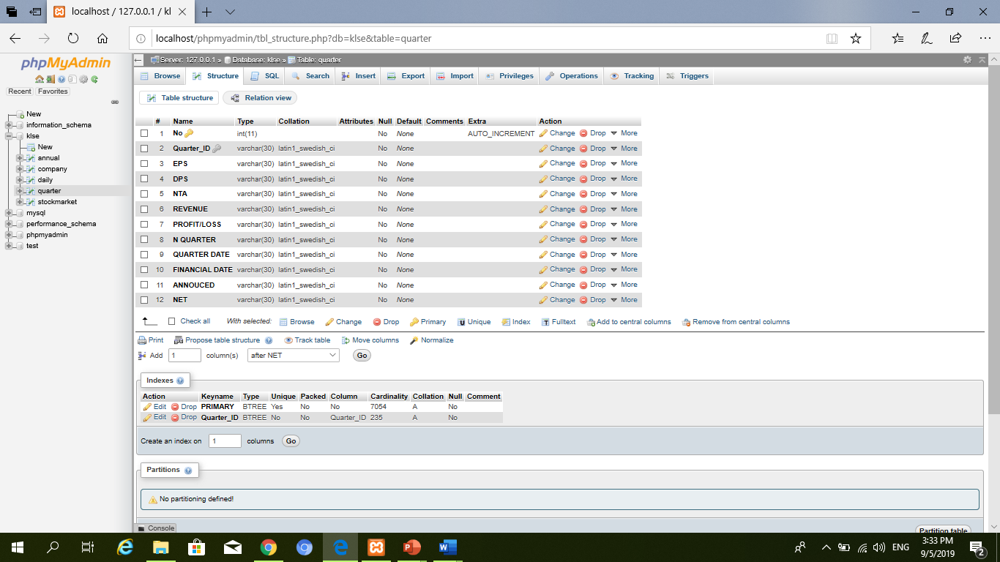 localhost / 127.0.0.1 / kl
localhost/phpmyadmin/tbl_structure.php?db=klse&table=quarter
phpMyAdmin
Recent Favorites
New
information_schema
klse
New
annual
company
daily
quarter
stockmarket
mysql
performance_schema
phpmyadmin
test
Server: 127.0.0.1 » Database: klse » Table: quarter
Browse Structure SQL Search Insert Export Import Privileges Operations Tracking Triggers
Table structure Relation view
# Name Type Collation Attributes Null Default Comments Extra Action
1 No int(11) No None AUTO_INCREMENT Change Drop More
2 Quarter_ID varchar(30) latin1_swedish_ci No None Change Drop More
3 EPS varchar(30) latin1_swedish_ci No None Change Drop More
4 DPS varchar(30) latin1_swedish_ci No None Change Drop More
5 NTA varchar(30) latin1_swedish_ci No None Change Drop More
6 REVENUE varchar(30) latin1_swedish_ci No None Change Drop More
7 PROFIT/LOSS varchar(30) latin1_swedish_ci No None Change Drop More
8 N QUARTER varchar(30) latin1_swedish_ci No None Change Drop More
9 QUARTER DATE varchar(30) latin1_swedish_ci No None Change Drop More
10 FINANCIAL DATE varchar(30) latin1_swedish_ci No None Change Drop More
11 ANNOUCED varchar(30) latin1_swedish_ci No None Change Drop More
12 NET varchar(30) latin1_swedish_ci No None Change Drop More
Check all With selected: Browse Change Drop Primary Unique Index Fulltext Add to central columns Remove from central columns
Print Propose table structure Track table Move columns Normalize
Add 1 column(s) after NET Go
Indexes
Action Keyname Type Unique Packed Column Cardinality Collation Null Comment
Edit Drop PRIMARY BTREE Yes No No 7054 A No
Edit Drop Quarter_ID BTREE No No Quarter_ID 235 A No
Create an index on 1 columns Go
Partitions
No partitioning defined!
Console
Partition table
ENG
3:33 PM
9/5/2019
2